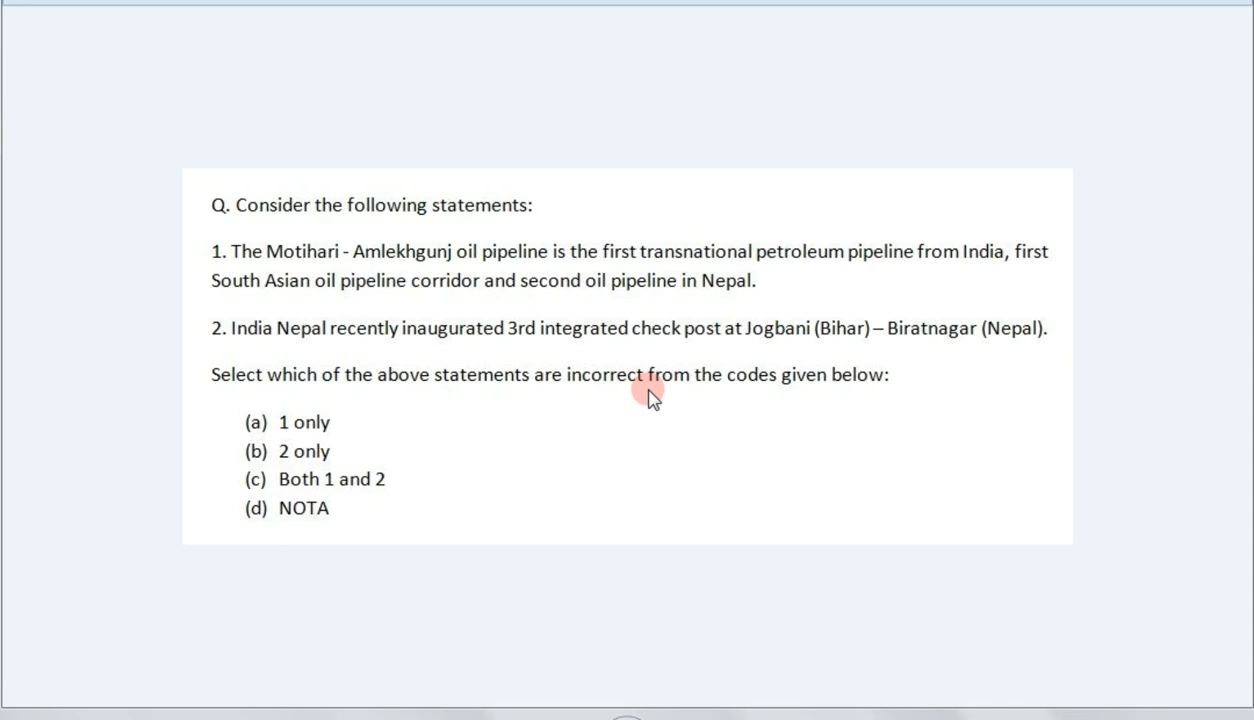 Q. Consider the following statements:
1. The Motihari - Amlekhgunj oil pipeline is the first transnational petroleum pipeline from India, first
South Asian oil pipeline corridor and second oil pipeline in Nepal.
2. India Nepal recently inaugurated 3rd integrated check post at Jogbani (Bihar) – Biratnagar (Nepal).
Select which of the above statements are incorrect from the codes given below:
(a) 1 only
(b) 2 only
(c) Both 1 and 2
(d) NOTA